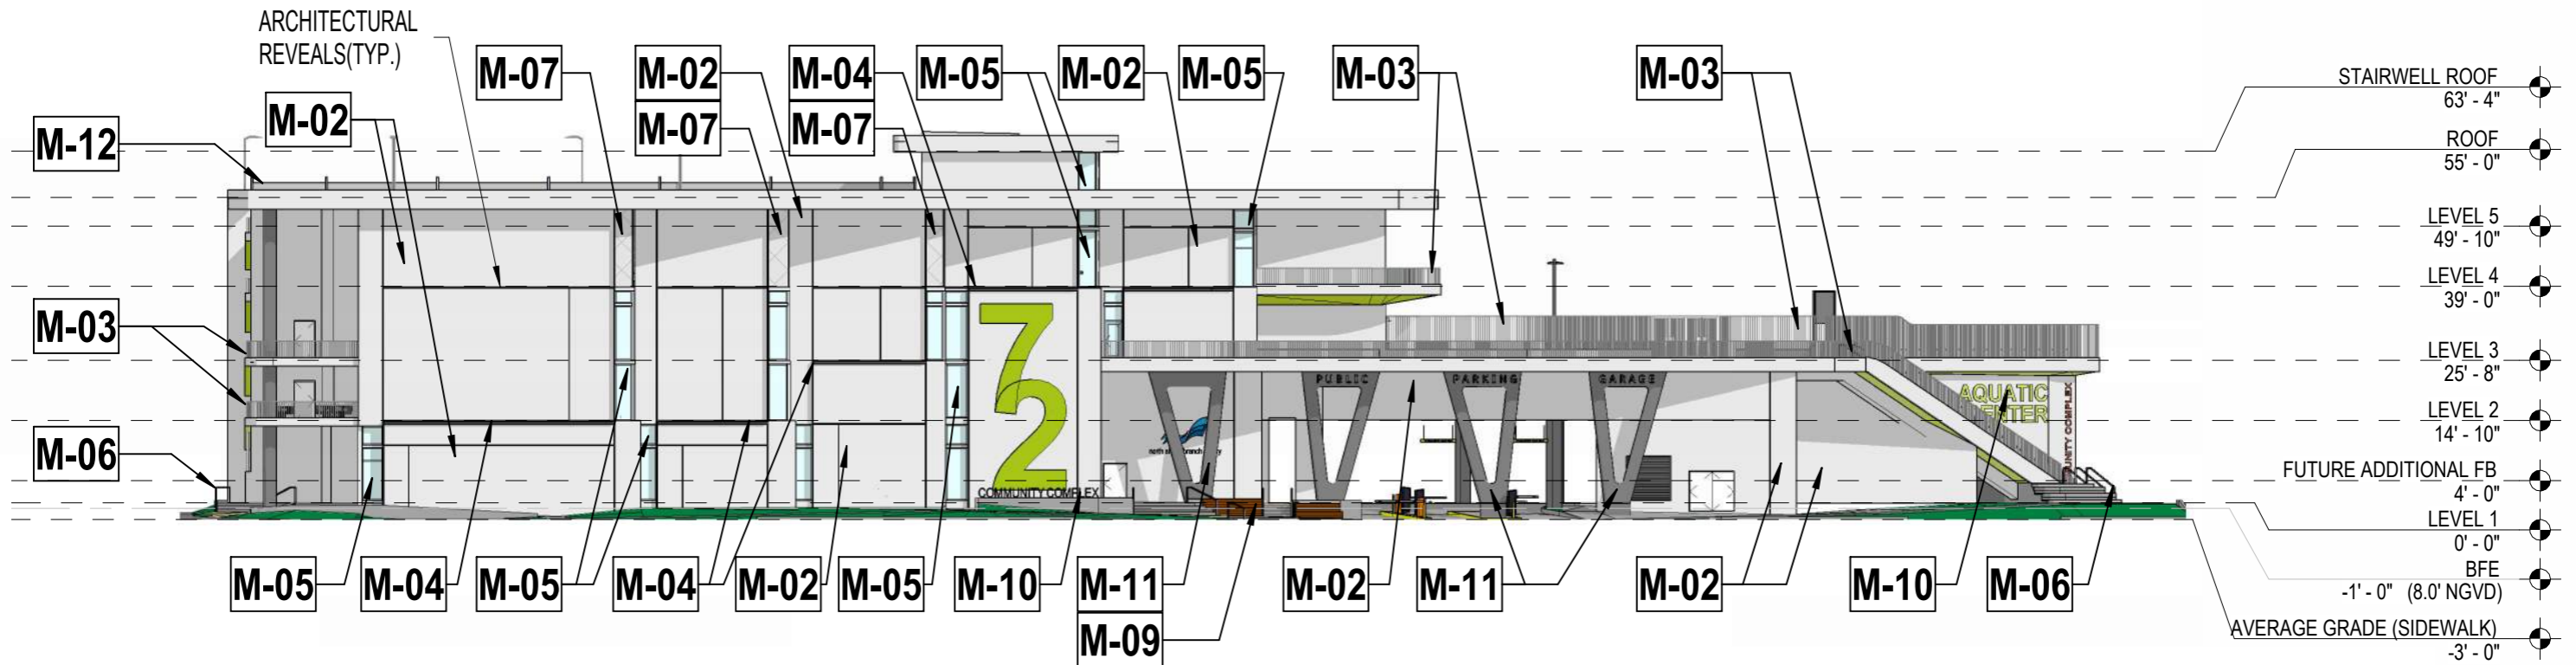 ARCHITECTURAL
REVEALS(TYP.)
M-12
M-02
M-07
M-02
M-07
M-04
M-07
M-05
M-02
M-05
M-03
M-03
STAIRWELL ROOF
63' - 4"
ROOF
55' - 0"
LEVEL 5
49' - 10"
LEVEL 4
39' - 0"
LEVEL 3
25' - 8"
LEVEL 2
14' - 10"
FUTURE ADDITIONAL FB
4' - 0"
LEVEL 1
0' - 0"
BFE
-1' - 0" (8.0' NGVD)
AVERAGE GRADE (SIDEWALK)
-3' - 0"
M-03
M-06
72
COMMUNITY COMPLEX
PUBLIC
PARKING
GARAGE
AQUATIC
CENTER
COMPLEX
M-05
M-04
M-05
M-04
M-02
M-05
M-10
M-11
M-09
M-02
M-11
M-02
M-10
M-06